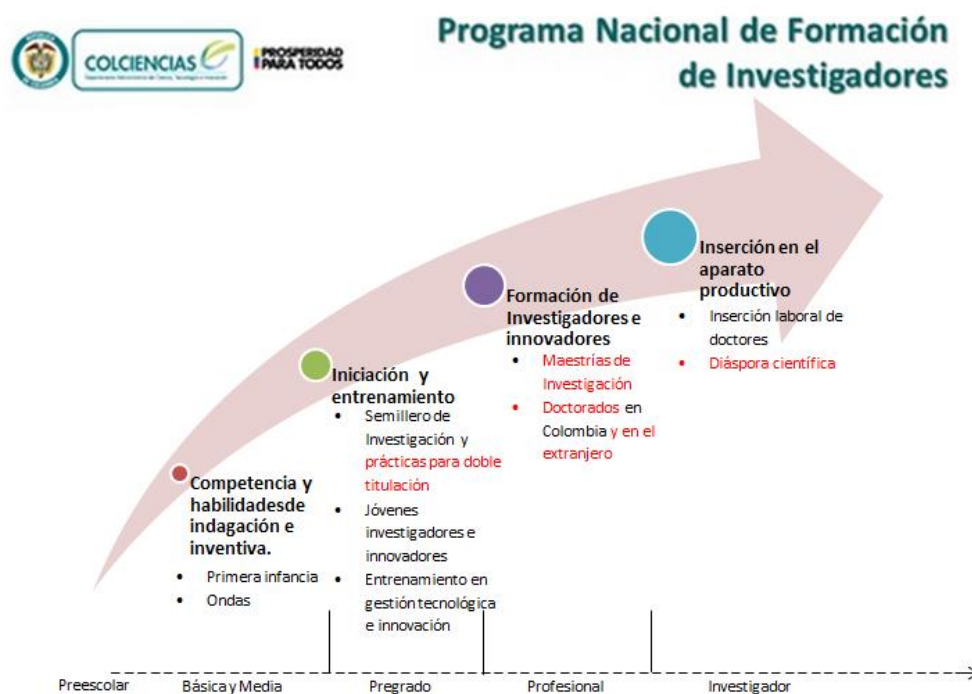 Programa Nacional de Formación
de Investigadores
COLCIENCIAS
PROSPERIDAD
PARA TODOS
Inserción en el
aparato
productivo
• Inserción laboral de
doctores
• Diáspora científica
Formación de
Investigadores e
innovadores
• Maestrías de
Investigación
• Doctorados en
Colombia y en el
extranjero
Iniciación y
entrenamiento
• Semillero de
Investigación y
prácticas para doble
titulación
• Jóvenes
investigadores e
innovadores
• Entrenamiento en
gestión tecnológica
e innovación
Competencia y
habilidadesde
indagación e
inventiva.
• Primera infancia
• Ondas
Preescolar Básica y Media Pregrado Profesional Investigador